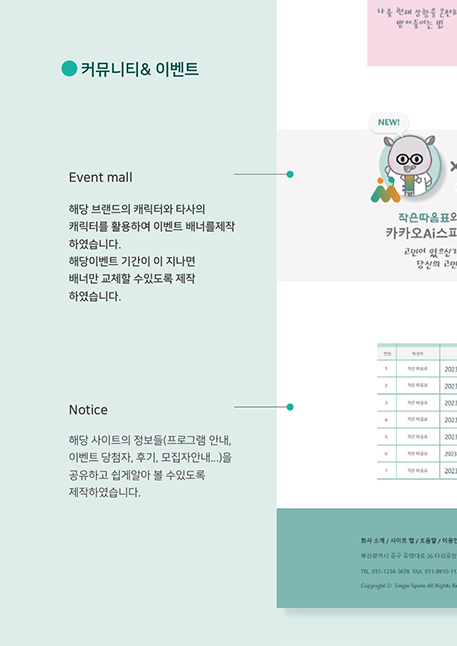 커뮤니티& 이벤트
Event mall
해당 브랜드의 캐릭터와 타사의
캐릭터를 활용하여 이벤트 배너를제작
하였습니다.
해당이벤트 기간이 이 지나면
배너만 교체할 수있도록 제작
하였습니다.
Notice
해당 사이트의 정보들(프로그램 안내,
이벤트 당첨자, 후기, 모집자안내...)을
공유하고 쉽게알아 볼 수있도록
제작하였습니다.
나를 현재 상황을 온전히
받아들이는 법
NEW!
작은따옴표와
카카오Ai스피
고민이 있으신가
당신의 고민
번호 작성자
1 작은 따옴표 2023
2 작은 따옴표 2023
3 작은 따옴표 2023
4 작은 따옴표 2023
5 작은 따옴표 2023
6 작은 따옴표 2023
7 작은 따옴표 2023
회사 소개 / 사이트 맵 / 도움말 / 이용안
부산광역시 중구 중앙대로 26
TEL 051-1234-5678 FAX 051-8910-11
Copyright © Single Spote All Rights Re